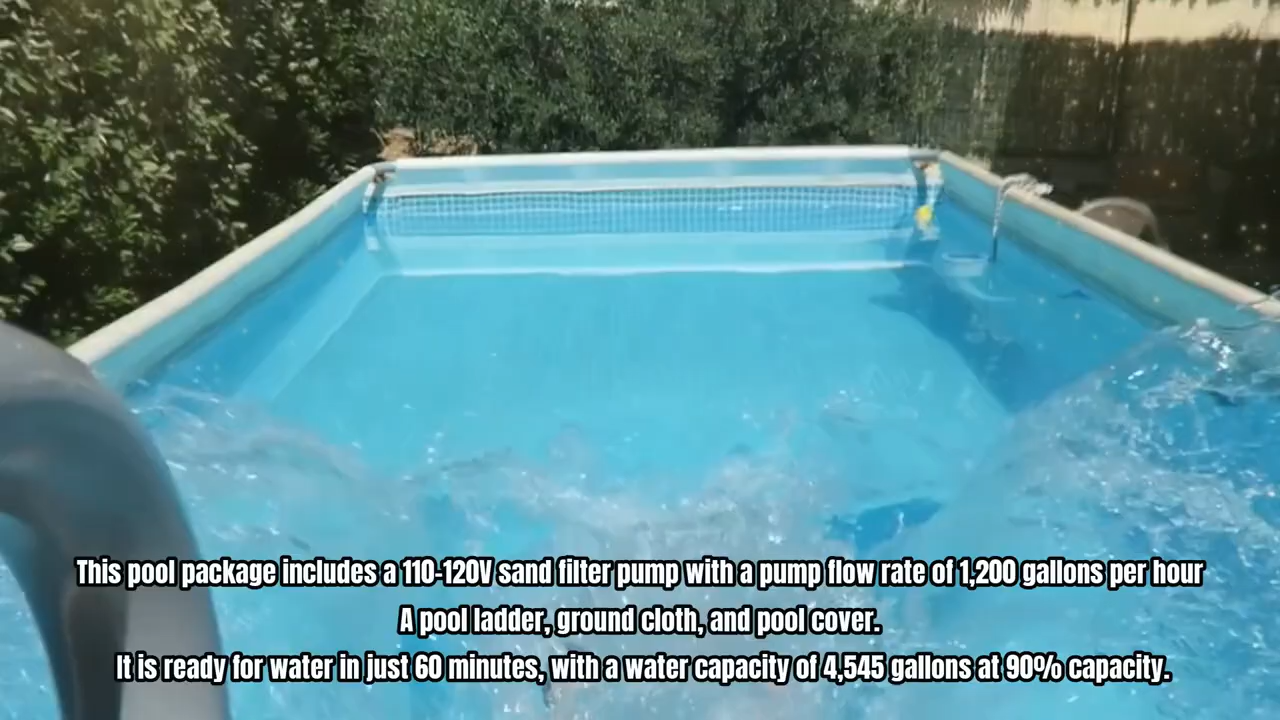 This pool package includes a 110-120V sand filter pump with a pump flow rate of 1,200 gallons per hour
A pool ladder, ground cloth, and pool cover.
It is ready for water in just 60 minutes, with a water capacity of 4,545 gallons at 90% capacity.